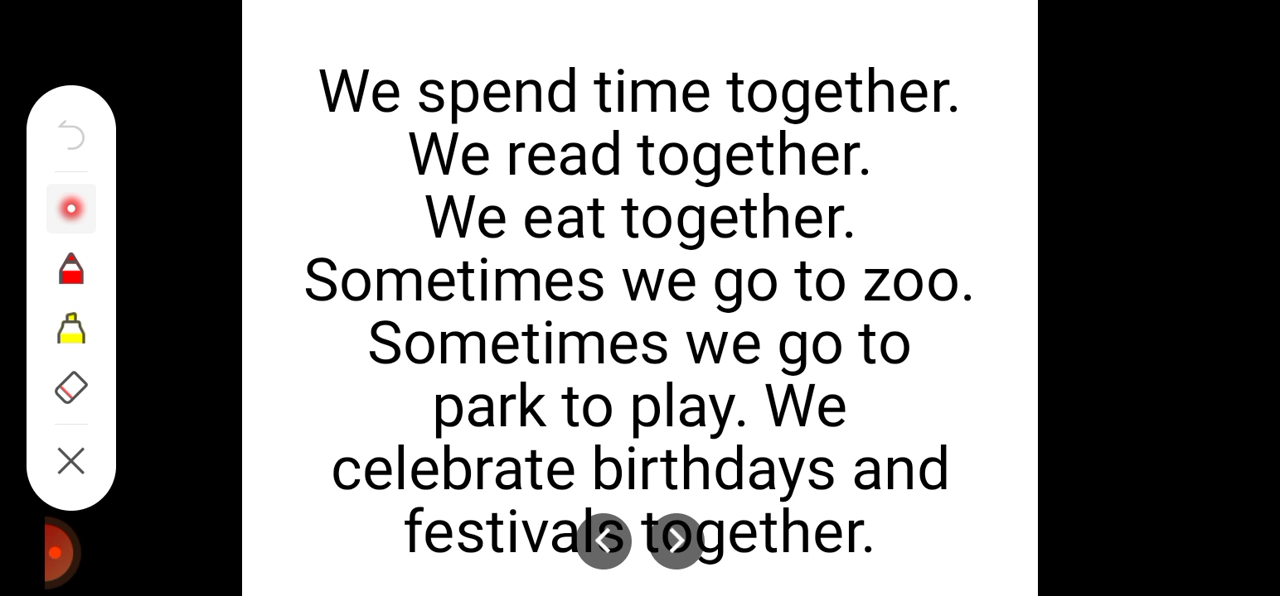 We spend time together.
We read together.
We eat together.
Sometimes we go to zoo.
Sometimes we go to
park to play. We
celebrate birthdays and
festivals together.